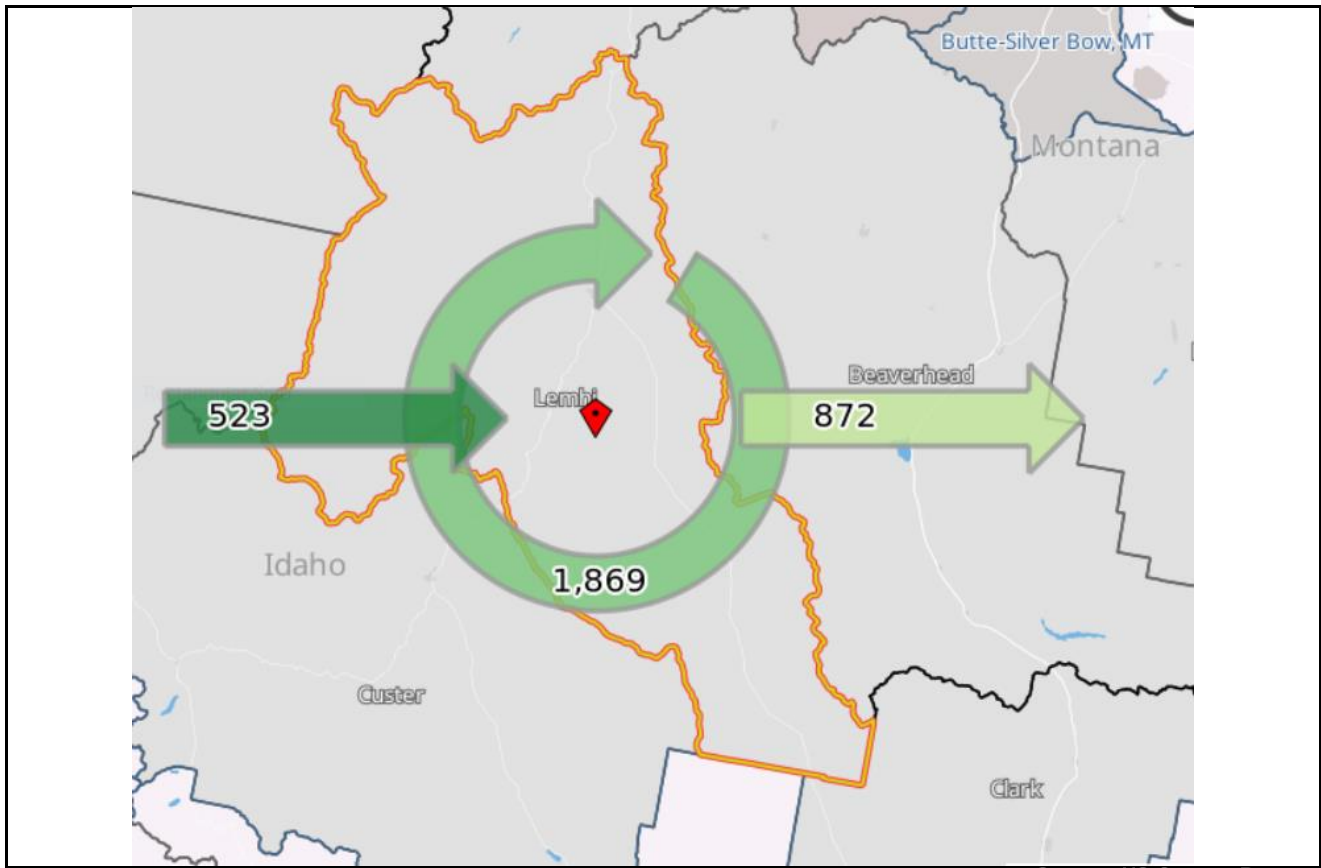 Butte-Silver Bow, MT
Montana
Beaverhead
Lemhi
523
872
Idaho
1,869
Custer
Clark